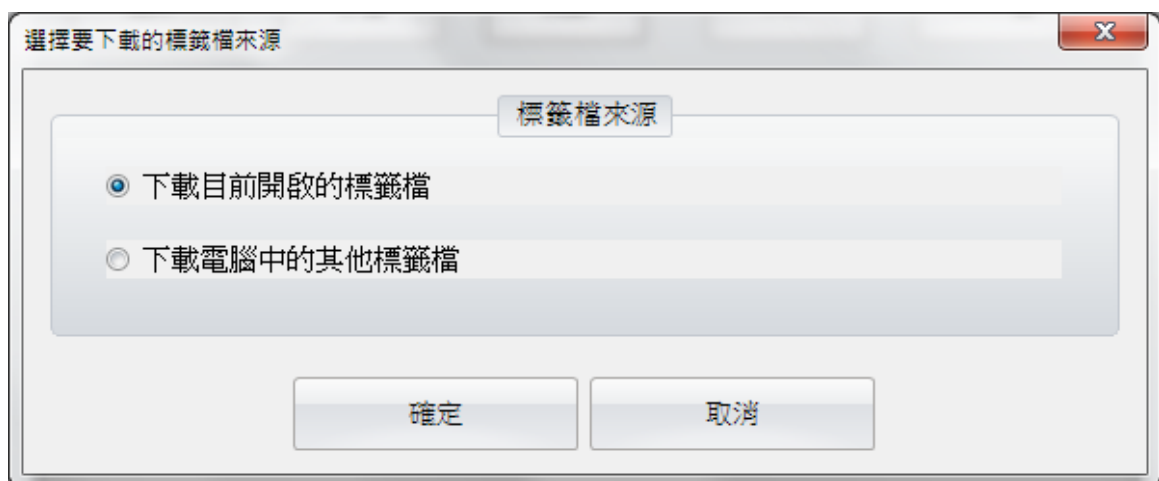 選擇要下載的標籤檔來源
標籤檔來源
下載目前開啟的標籤檔
下載電腦中的其他標籤檔
確定
取消